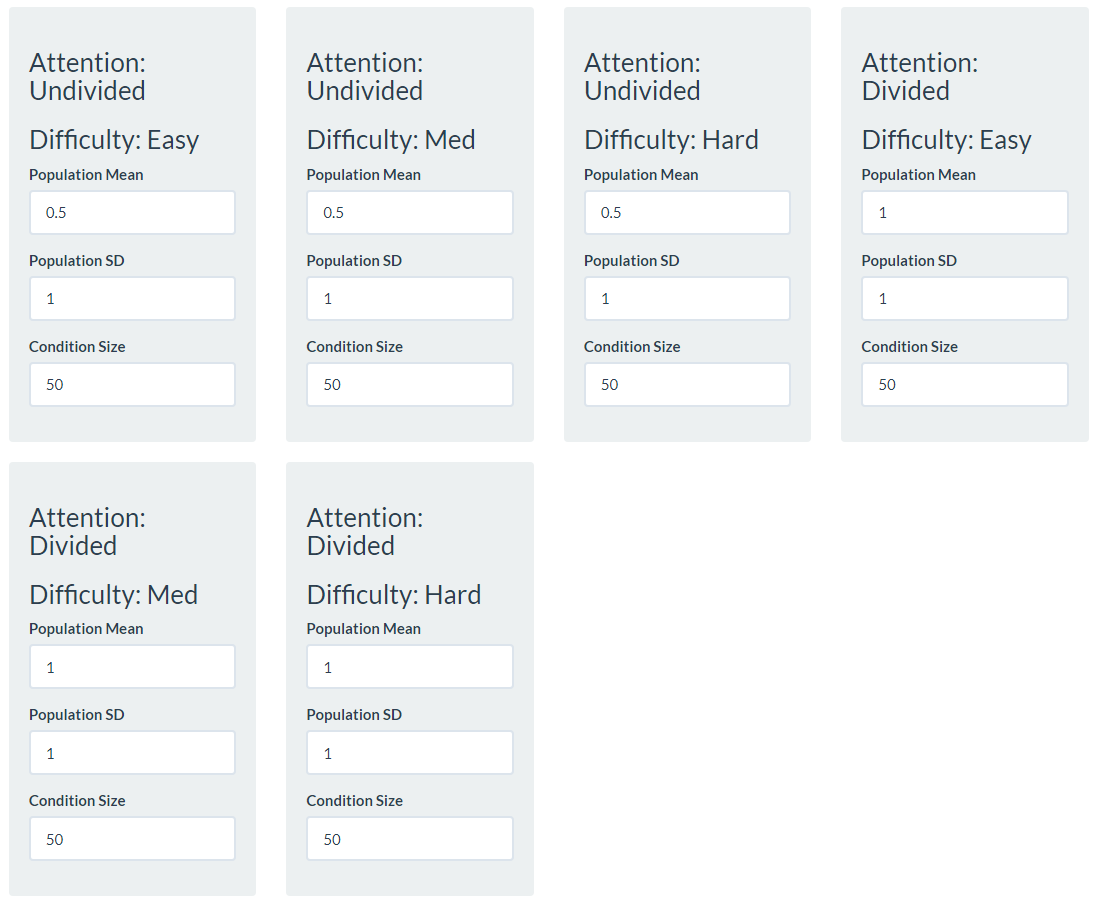 Attention:
Undivided
Difficulty: Easy
Population Mean
0.5
Population SD
1
Condition Size
50
Attention:
Undivided
Difficulty: Med
Population Mean
0.5
Population SD
1
Condition Size
50
Attention:
Undivided
Difficulty: Hard
Population Mean
0.5
Population SD
1
Condition Size
50
Attention:
Divided
Difficulty: Easy
Population Mean
1
Population SD
1
Condition Size
50
Attention:
Divided
Difficulty: Med
Population Mean
1
Population SD
1
Condition Size
50
Attention:
Divided
Difficulty: Hard
Population Mean
1
Population SD
1
Condition Size
50